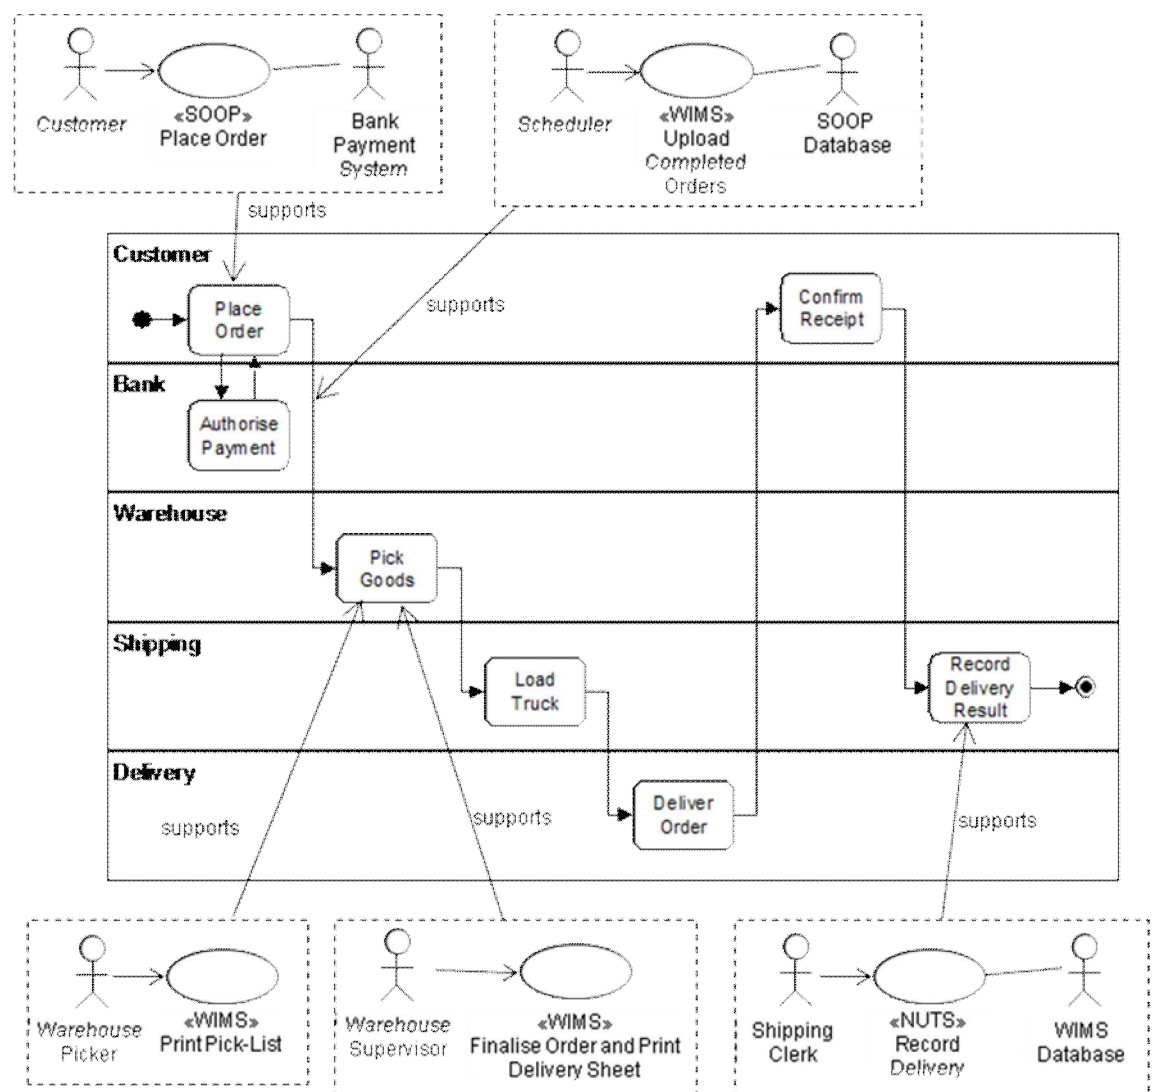 Customer
«SOOP»
Place Order
Bank
Payment
System
Scheduler
«WIMS»
Upload
Completed
Orders
SOOP
Database
supports
supports
Customer
Place
Order
Confirm
Receipt
Bank
Authorise
Payment
Warehouse
Pick
Goods
Shipping
Load
Truck
Record
Delivery
Result
Delivery
Deliver
Order
supports
supports
supports
Warehouse
Picker
«WIMS»
Print Pick-List
Warehouse
Supervisor
«WIMS»
Finalise Order and Print
Delivery Sheet
Shipping
Clerk
«NUTS»
Record
Delivery
WIMS
Database